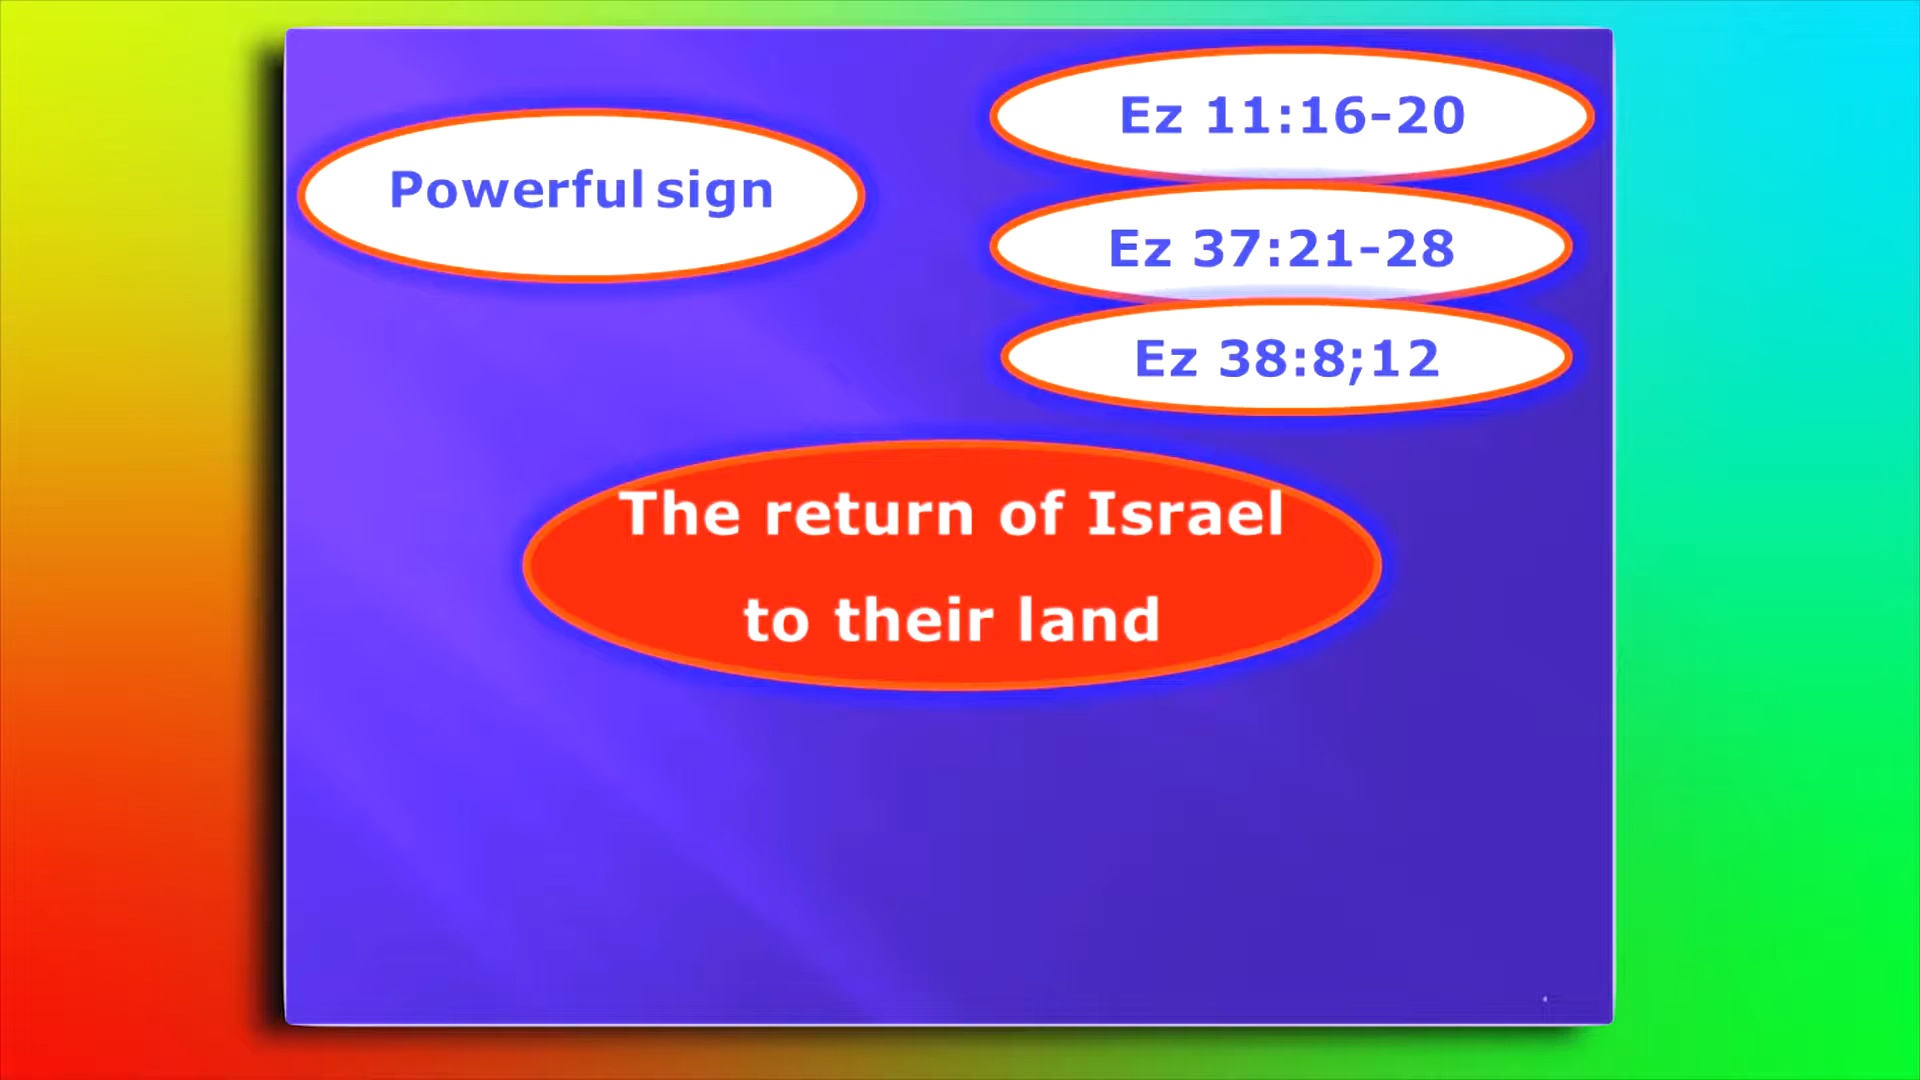 Powerful sign
Ez 11:16-20
Ez 37:21-28
Ez 38:8;12
The return of Israel
to their land